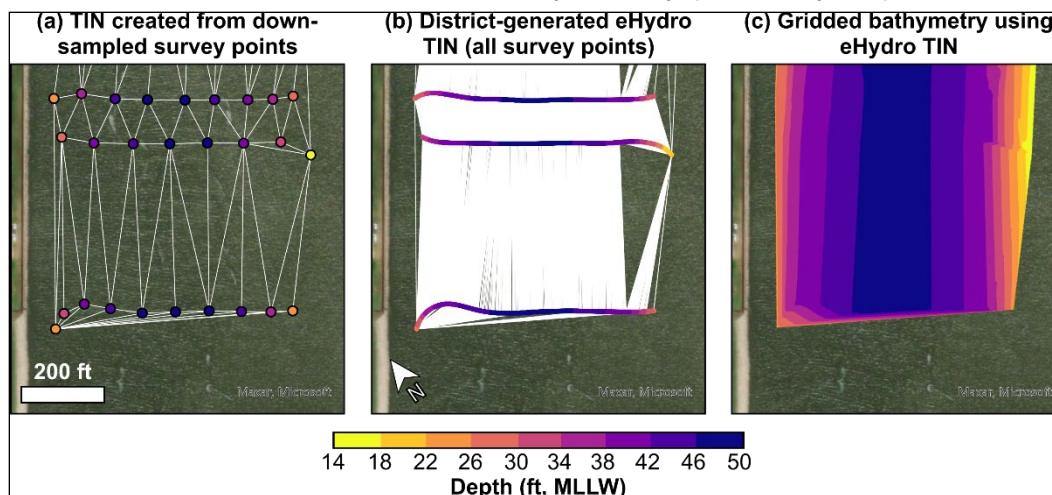 (a) TIN created from down-
sampled survey points
(b) District-generated eHydro
TIN (all survey points)
(c) Gridded bathymetry using
eHydro TIN
200 ft
Maxar, Microsoft
N
Maxar, Microsoft
Maxar, Microsoft
14 18 22 26 30 34 38 42 46 50
Depth (ft, MLLW)